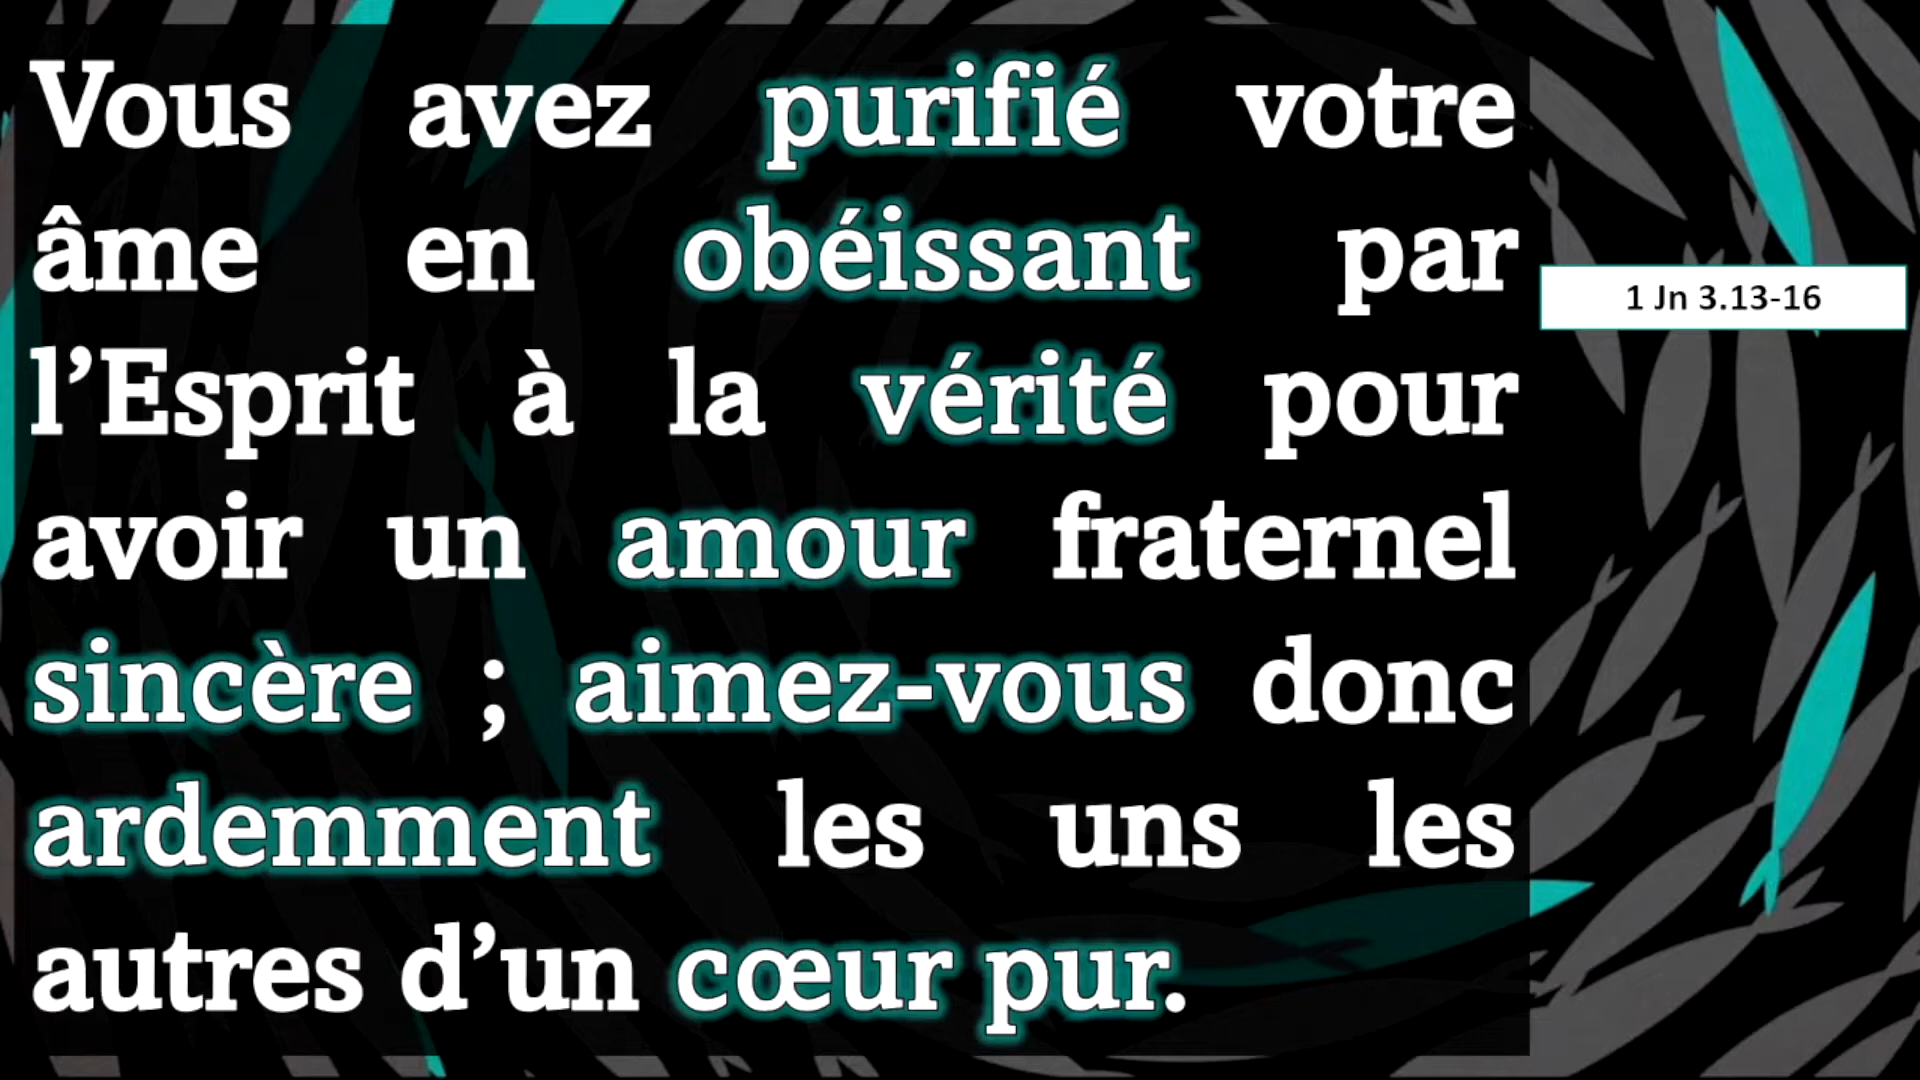 Vous avez purifié votre
âme en obéissant par
l’Esprit à la vérité pour
avoir un amour fraternel
sincère ; aimez-vous donc
ardemment les uns les
autres d’un cœur pur.
1 Jn 3.13-16